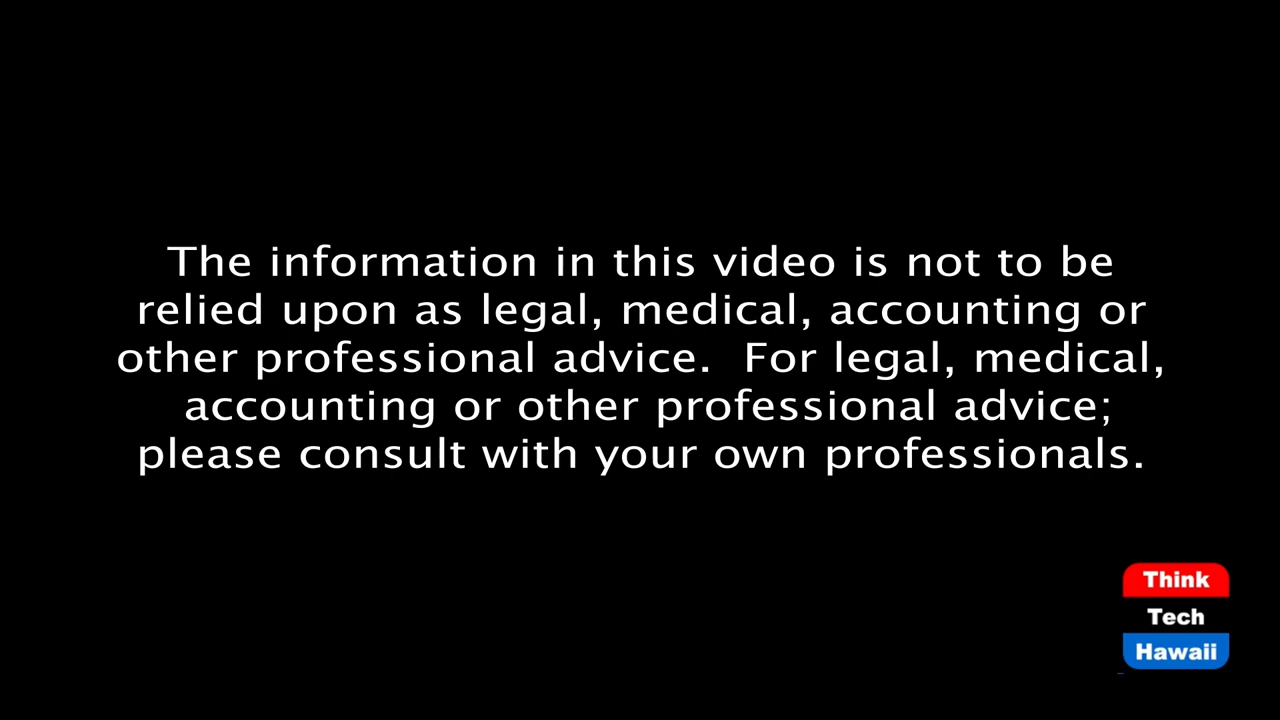 The information in this video is not to be
relied upon as legal, medical, accounting or
other professional advice.  For legal, medical,
accounting or other professional advice;
please consult with your own professionals.
Think
Tech
Hawaii